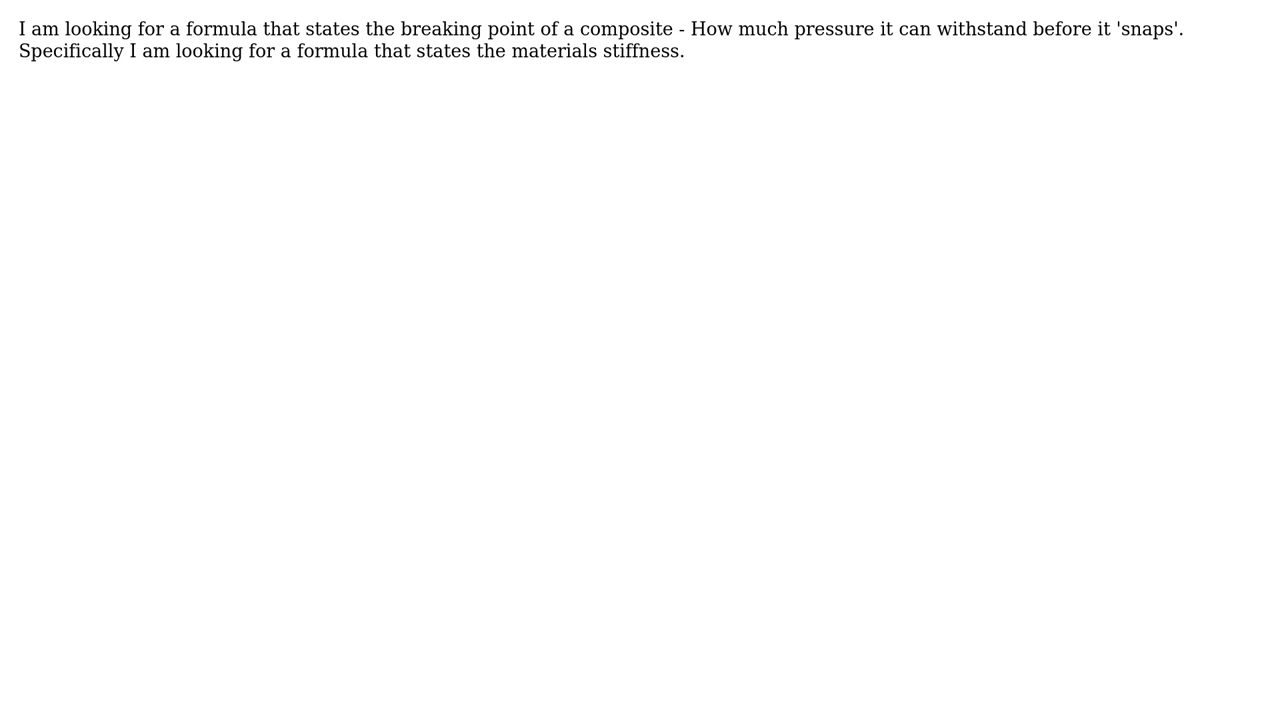 I am looking for a formula that states the breaking point of a composite - How much pressure it can withstand before it 'snaps'.
Specifically I am looking for a formula that states the materials stiffness.